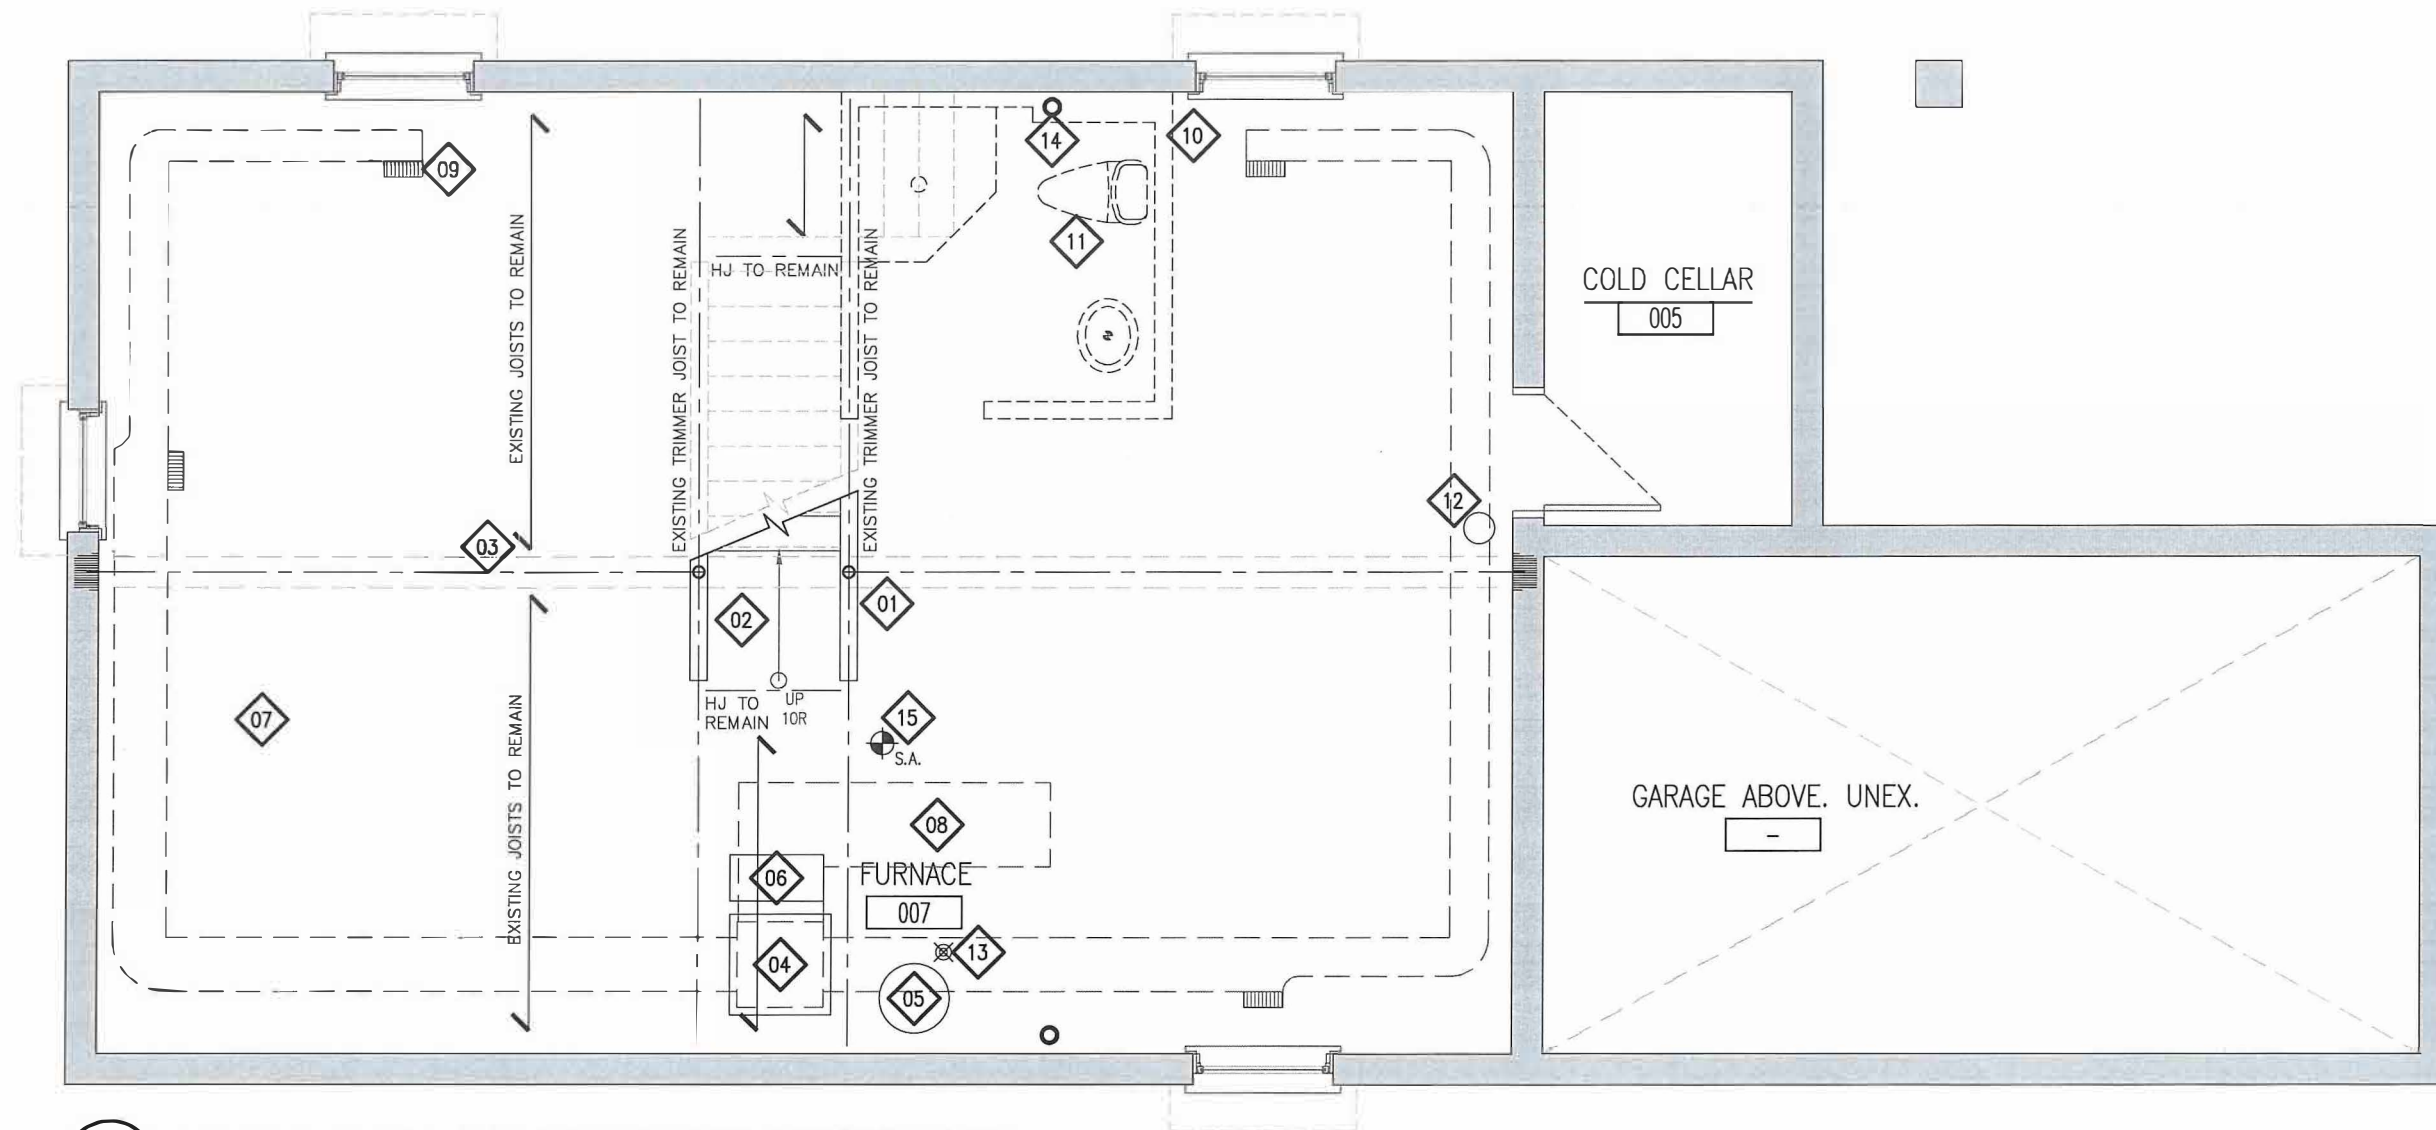 14
10
09
11
HJ TO REMAIN
EXISTING JOISTS TO REMAIN
EXISTING TRIMMER JOIST TO REMAIN
EXISTING TRIMMER JOIST TO REMAIN
COLD CELLAR
005
12
03
01
02
HJ TO
REMAIN
UP
10R
07
15
S.A.
EXISTING JOISTS TO REMAIN
08
06
FURNACE
007
13
04
05
GARAGE ABOVE. UNEX.
-